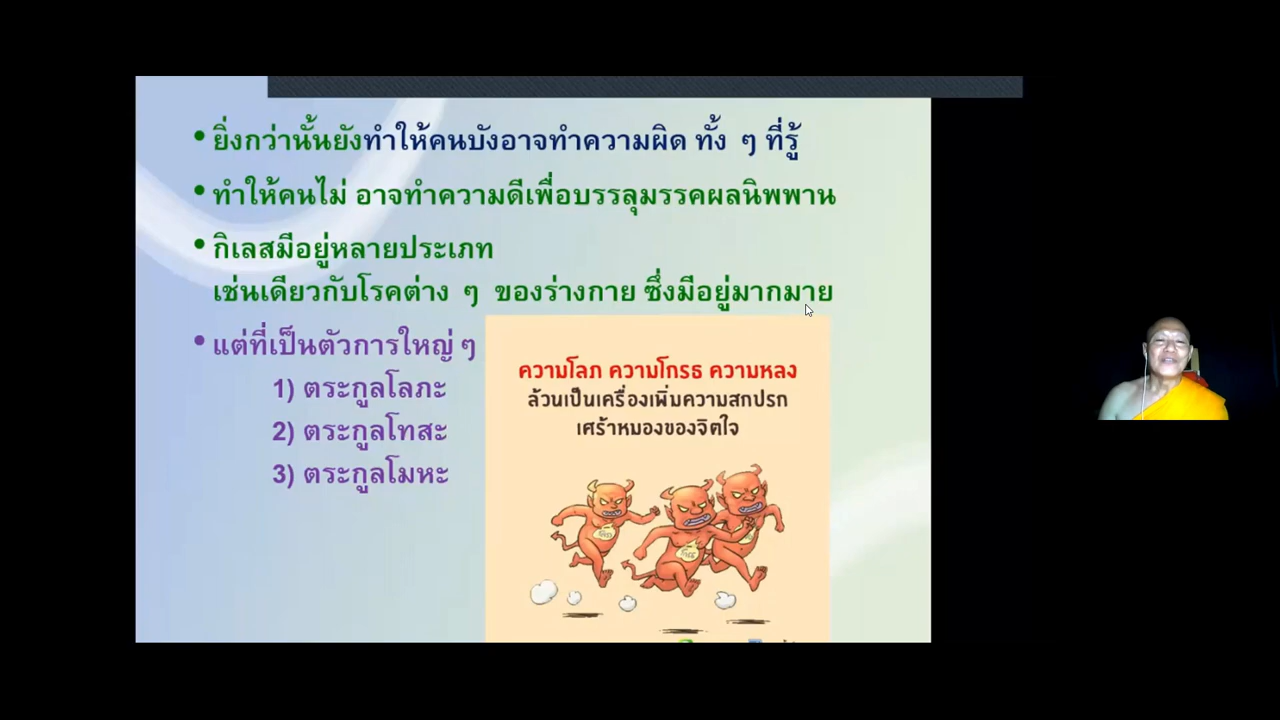 • ยิ่งกว่านั้นยังทำให้คนบังอาจทำความผิด ทั้ง ๆ ที่รู้
• ทำให้คนไม่ อาจทำความดีเพื่อบรรลุมรรคผลนิพพาน
• กิเลสมีอยู่หลายประเภท
เช่นเดียวกับโรคต่าง ๆ ของร่างกาย ซึ่งมีอยู่มากมาย
• แต่ที่เป็นตัวการใหญ่ ๆ
1) ตระกูลโลภะ
2) ตระกูลโทสะ
3) ตระกูลโมหะ
ความโลภ ความโกรธ ความหลง
ล้วนเป็นเครื่องเพิ่มความสกปรก
เศร้าหมองของจิตใจ